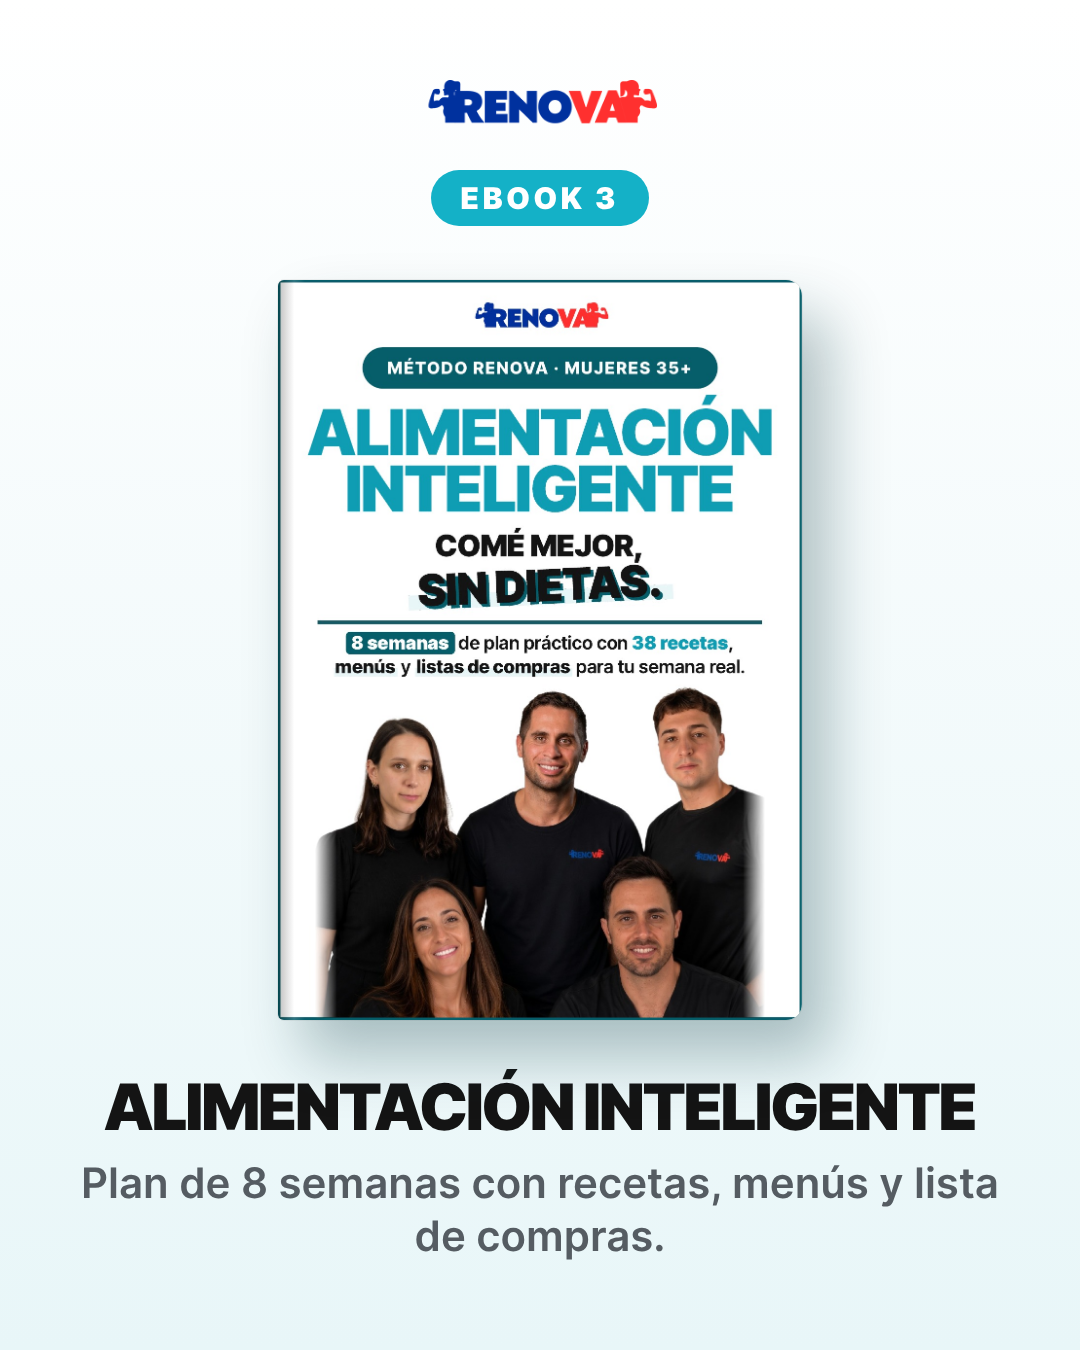 RENOVA
EBOOK 3
RENOVA
MÉTODO RENOVA · MUJERES 35+
ALIMENTACIÓN
INTELIGENTE
COMÉ MEJOR,
SIN DIETAS.
8 semanas de plan práctico con 38 recetas,
menús y listas de compras para tu semana real.
RENOVA
RENOVA
ALIMENTACIÓN INTELIGENTE
Plan de 8 semanas con recetas, menús y lista
de compras.